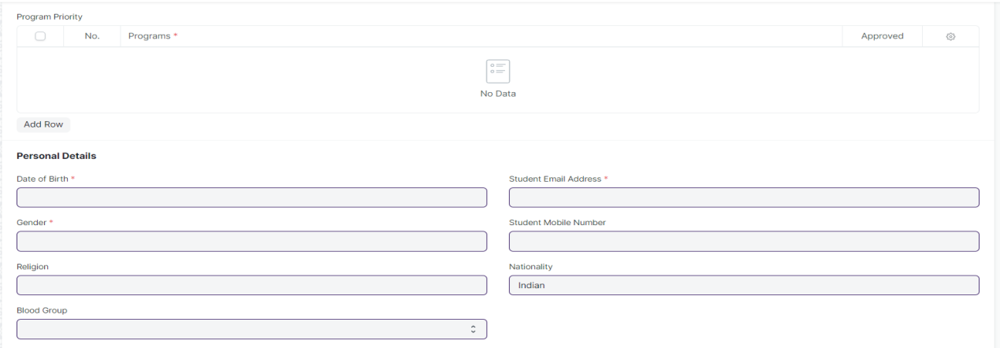 Program Priority
No. Programs * Approved
No Data
Add Row
Personal Details
Date of Birth *
Student Email Address *
Gender *
Student Mobile Number
Religion
Nationality
Indian
Blood Group